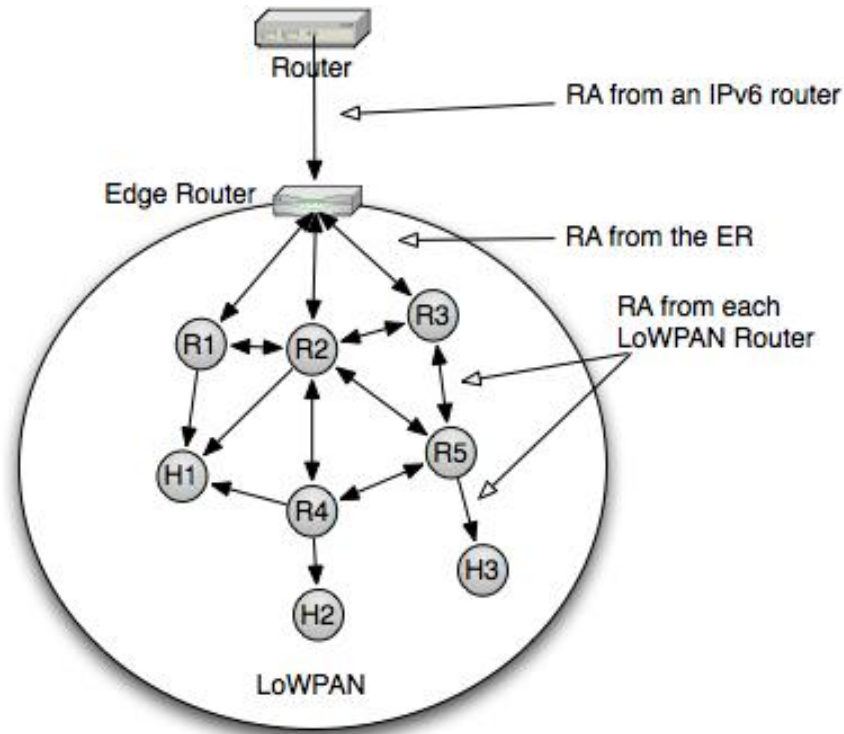 Router
RA from an IPv6 router
Edge Router
RA from the ER
RA from each
LoWPAN Router
R3
R1
R2
R5
H1
R4
H3
H2
LoWPAN